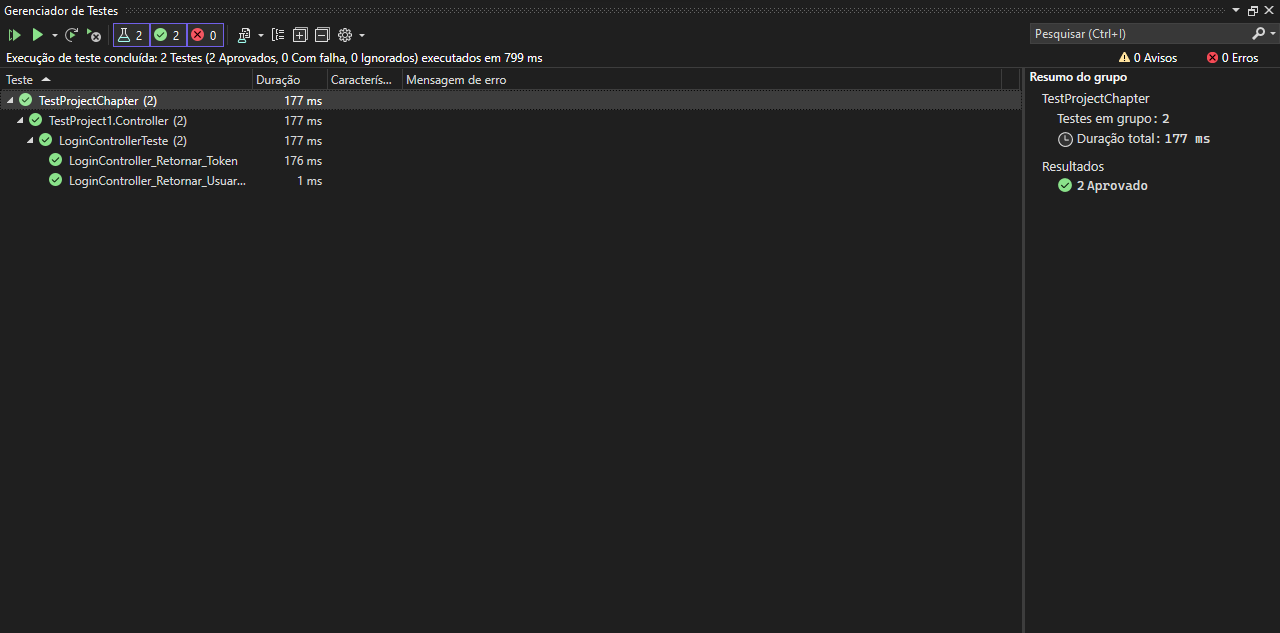 Gerenciador de Testes
2 2 0
Pesquisar (Ctrl+I)
Execução de teste concluída: 2 Testes (2 Aprovados, 0 Com falha, 0 Ignorados) executados em 799 ms
0 Avisos 0 Erros
Teste Duração Caracterís... Mensagem de erro
TestProjectChapter (2) 177 ms
TestProject1.Controller (2) 177 ms
LoginControllerTeste (2) 177 ms
LoginController_Retornar_Token 176 ms
LoginController_Retornar_Usuar... 1 ms
Resumo do grupo
TestProjectChapter
Testes em grupo: 2
Duração total: 177 ms
Resultados
2 Aprovado